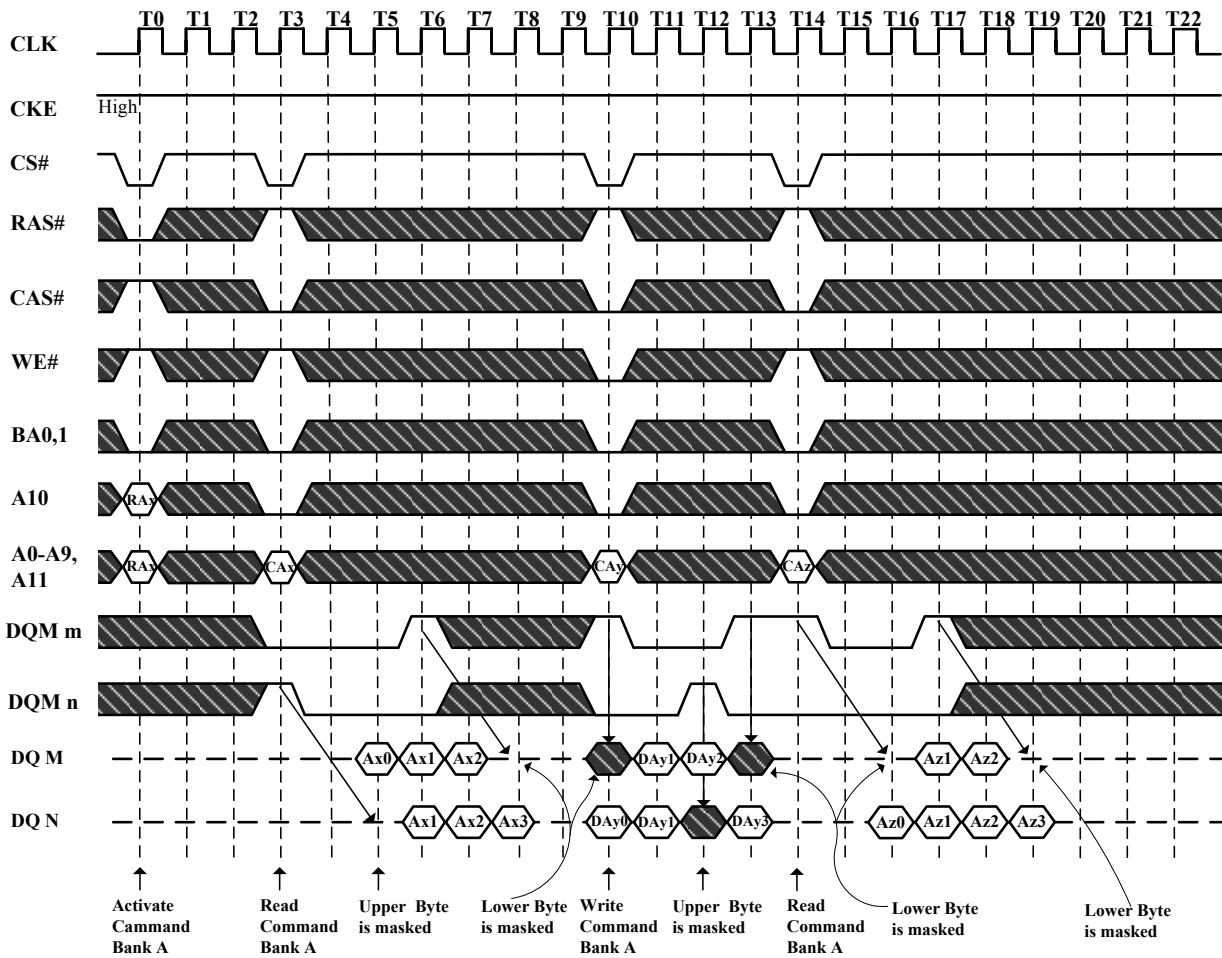 T0 T1 T2 T3 T4 T5 T6 T7 T8 T9 T10 T11 T12 T13 T14 T15 T16 T17 T18 T19 T20 T21 T22
CLK
CKE High
CS#
RAS#
CAS#
WE#
BA0,1
A10 RAx
A0-A9, A11 RAx CAx CAy CAz
DQM m
DQM n
DQ M Ax0 Ax1 Ax2 DAy1 DAy2 Az1 Az2
DQ N Ax1 Ax2 Ax3 DAy0 DAy1 DAy3 Az0 Az1 Az2 Az3
Activate Cammand Bank A
Read Command Bank A
Upper Byte is masked
Lower Byte is masked
Write Command Bank A
Upper Byte is masked
Read Command Bank A
Lower Byte is masked
Lower Byte is masked